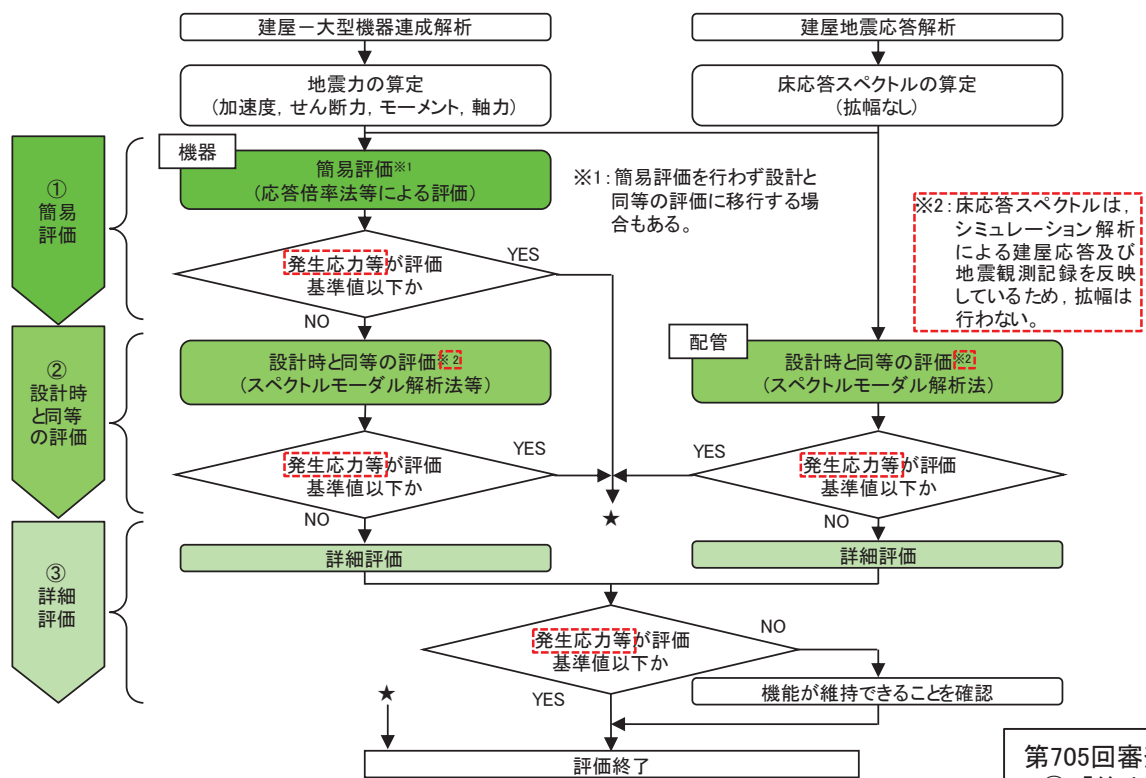 建屋－大型機器連成解析
建屋地震応答解析
地震力の算定
(加速度, せん断力, モーメント, 軸力)
床応答スペクトルの算定
(拡幅なし)
①
簡易
評価
機器
簡易評価※1
(応答倍率法等による評価)
※1：簡易評価を行わず設計と
同等の評価に移行する場
合もある。
※2：床応答スペクトルは,
シミュレーション解析
による建屋応答及び
地震観測記録を反映
しているため, 拡幅は
行わない。
発生応力等が評価
基準値以下か
YES
NO
②
設計時
と同等
の評価
設計時と同等の評価※2
(スペクトルモーダル解析法等)
配管
設計時と同等の評価※2
(スペクトルモーダル解析法)
発生応力等が評価
基準値以下か
YES
NO
YES
発生応力等が評価
基準値以下か
NO
★
③
詳細
評価
詳細評価
詳細評価
発生応力等が評価
基準値以下か
NO
YES
機能が維持できることを確認
★
評価終了
第705回審